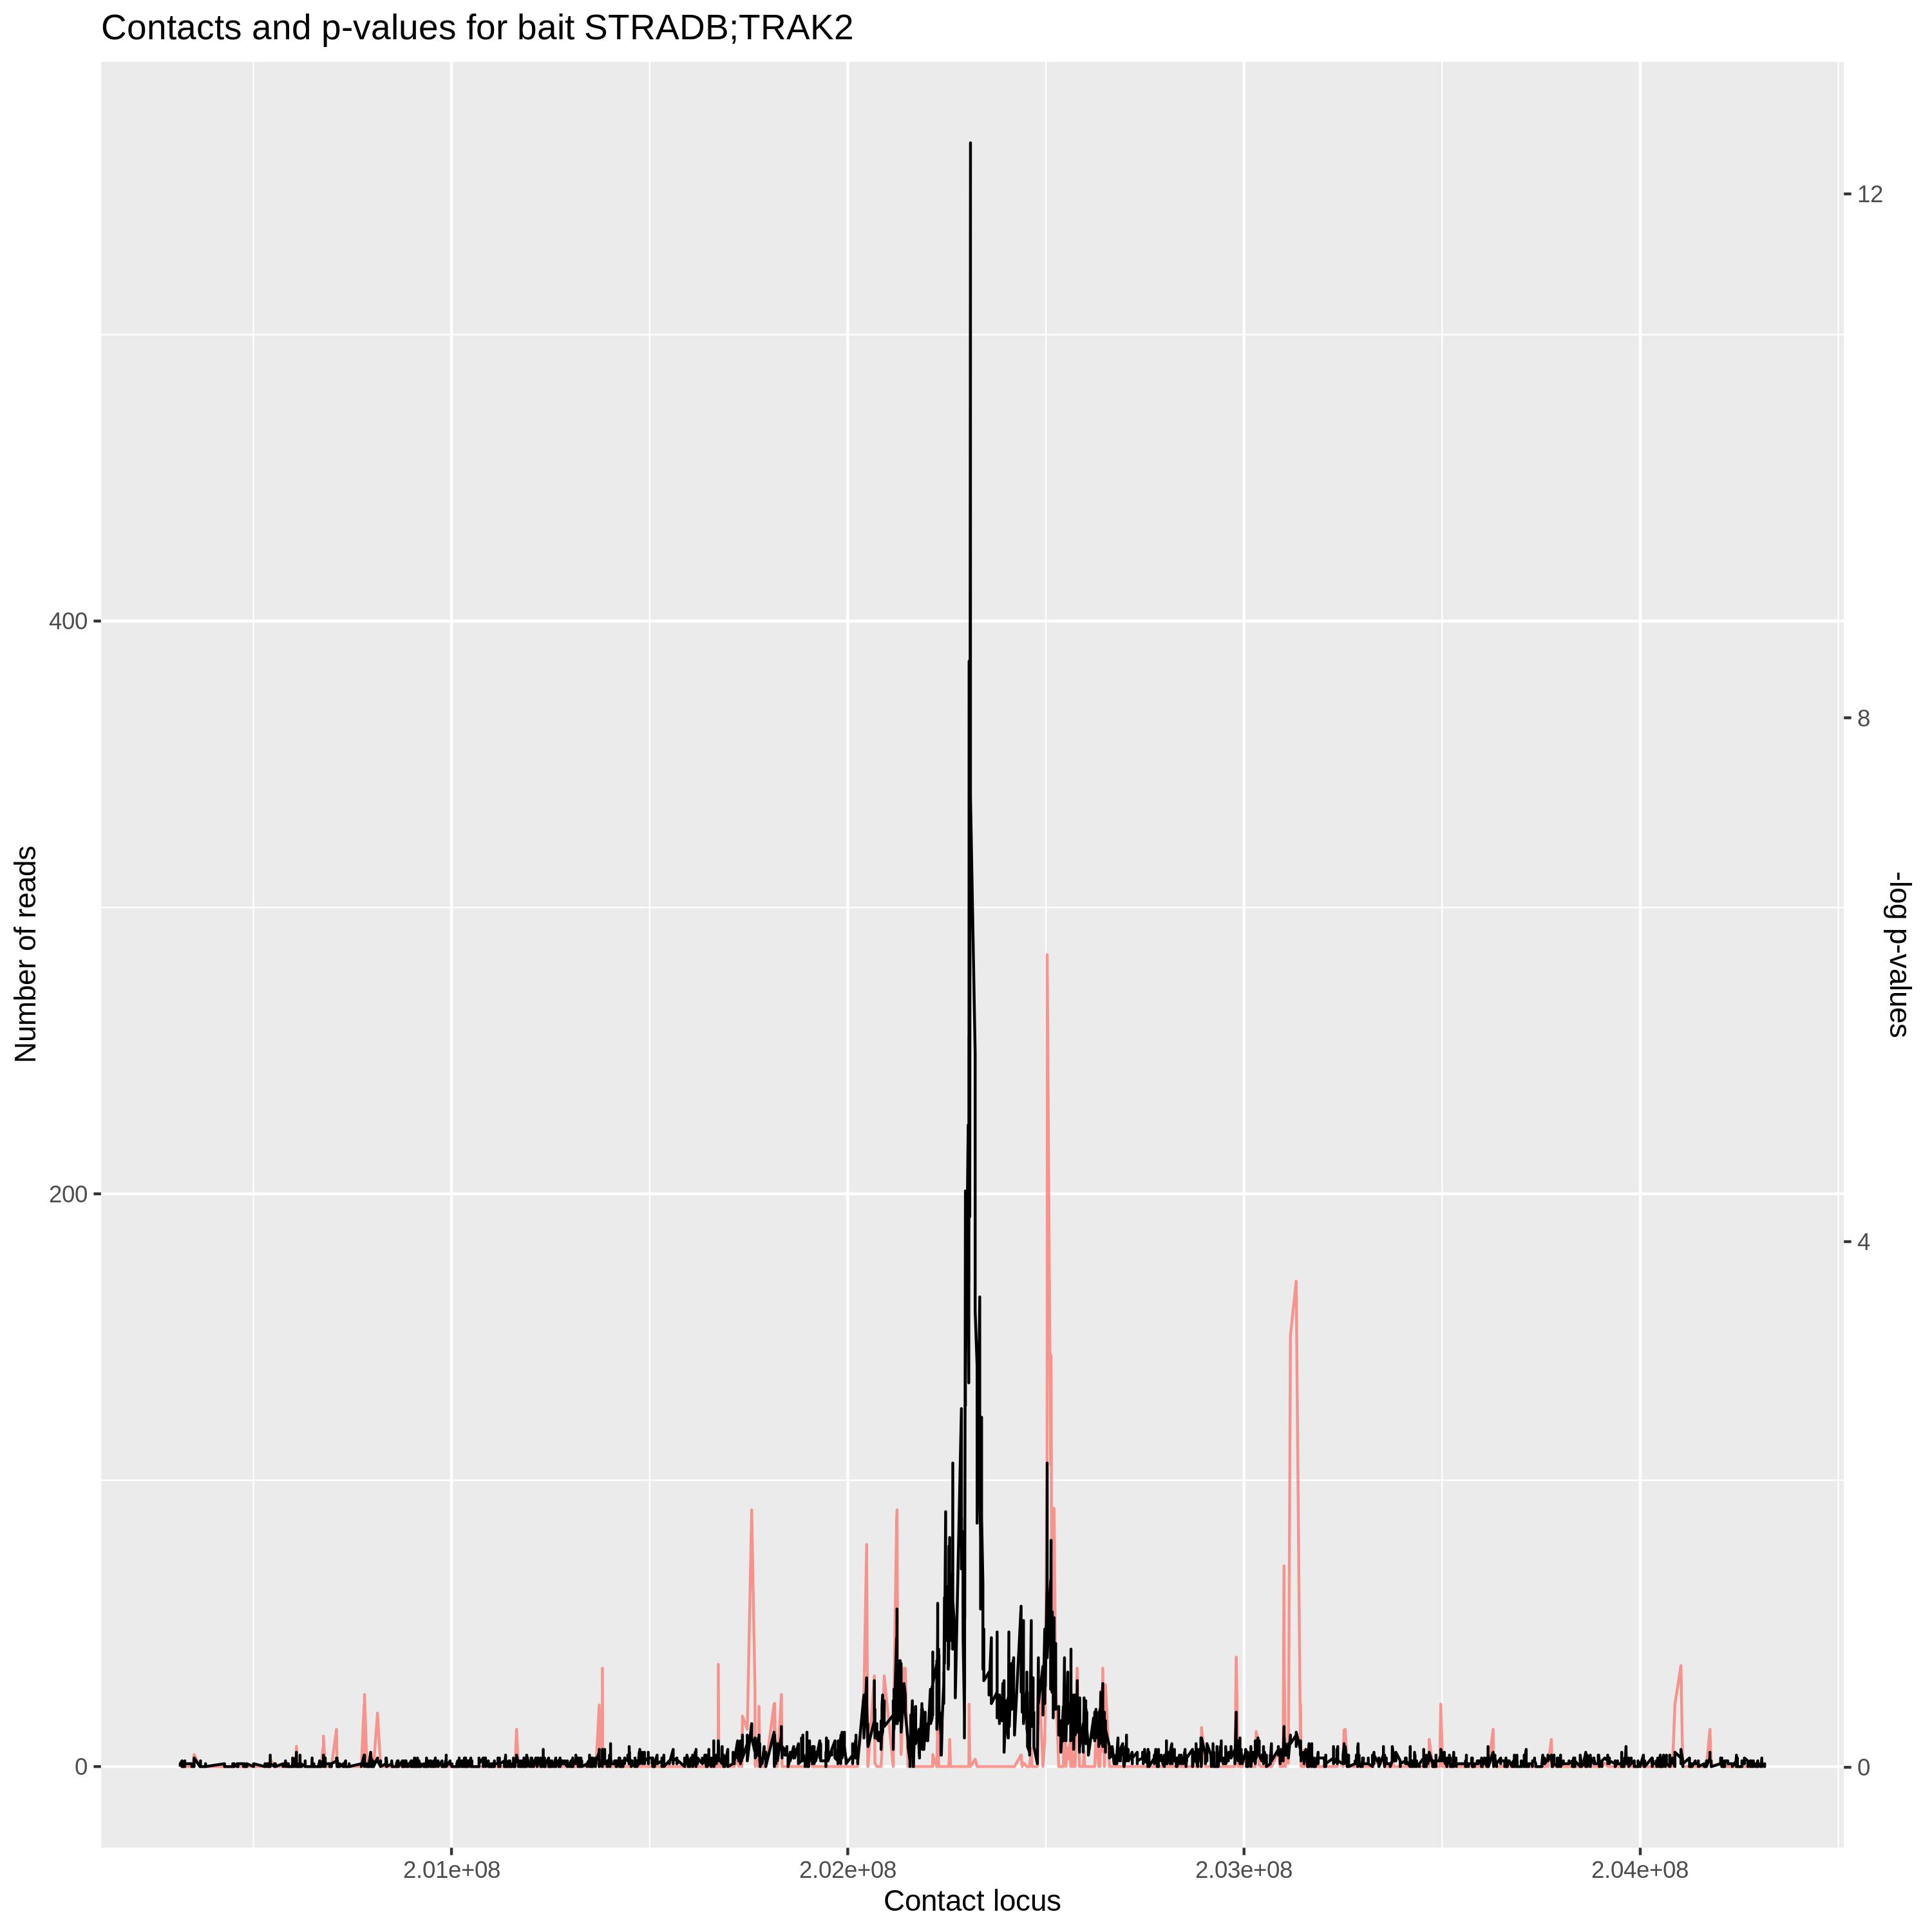 Contacts and p-values for bait STRADB;TRAK2
Number of reads
400
200
0
12
8
4
0
-log p-values
2.01e+08
2.02e+08
2.03e+08
2.04e+08
Contact locus